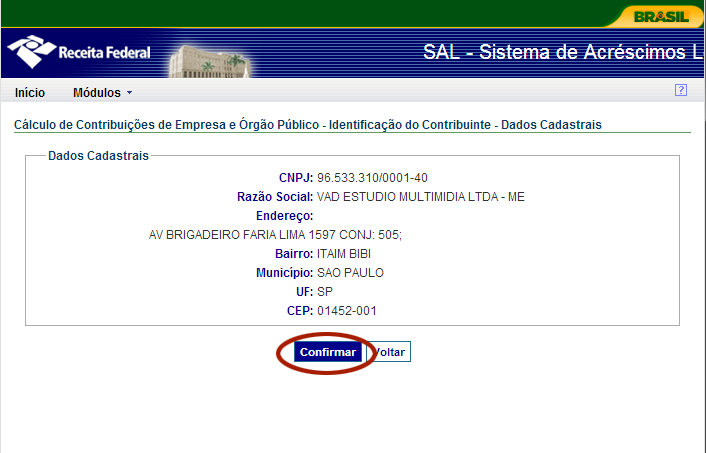 BRASIL
Receita Federal
SAL - Sistema de Acréscimos L
Início Módulos ?
Cálculo de Contribuições de Empresa e Órgão Público - Identificação do Contribuinte - Dados Cadastrais
Dados Cadastrais
CNPJ: 96.533.310/0001-40
Razão Social: VAD ESTUDIO MULTIMIDIA LTDA - ME
Endereço:
AV BRIGADEIRO FARIA LIMA 1597 CONJ: 505;
Bairro: ITAIM BIBI
Município: SAO PAULO
UF: SP
CEP: 01452-001
Confirmar Voltar